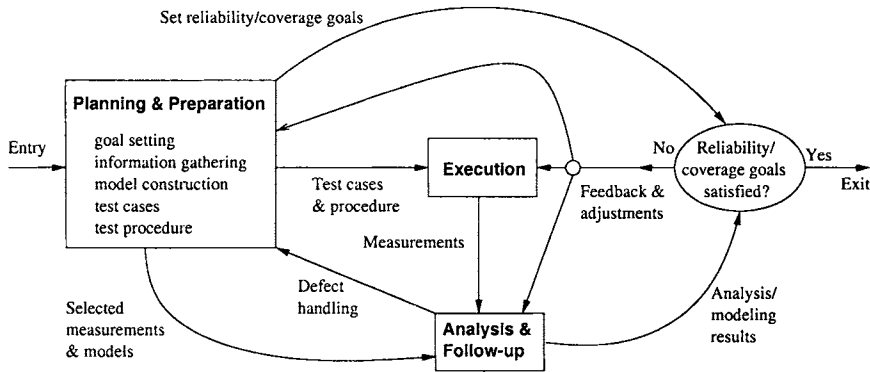 Set reliability/coverage goals
Planning & Preparation
goal setting
information gathering
model construction
test cases
test procedure
Entry
Test cases
& procedure
Execution
No
Feedback &
adjustments
Reliability/
coverage goals
satisfied?
Yes
Exit
Measurements
Defect
handling
Selected
measurements
& models
Analysis &
Follow-up
Analysis/
modeling
results